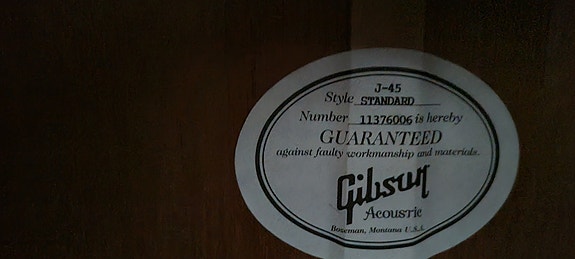 J-45
Style STANDARD
Number 11376006 is hereby
GUARANTEED
against faulty workmanship and materials.
Gibson
Acoustic
Bozeman, Montana U.S.A.